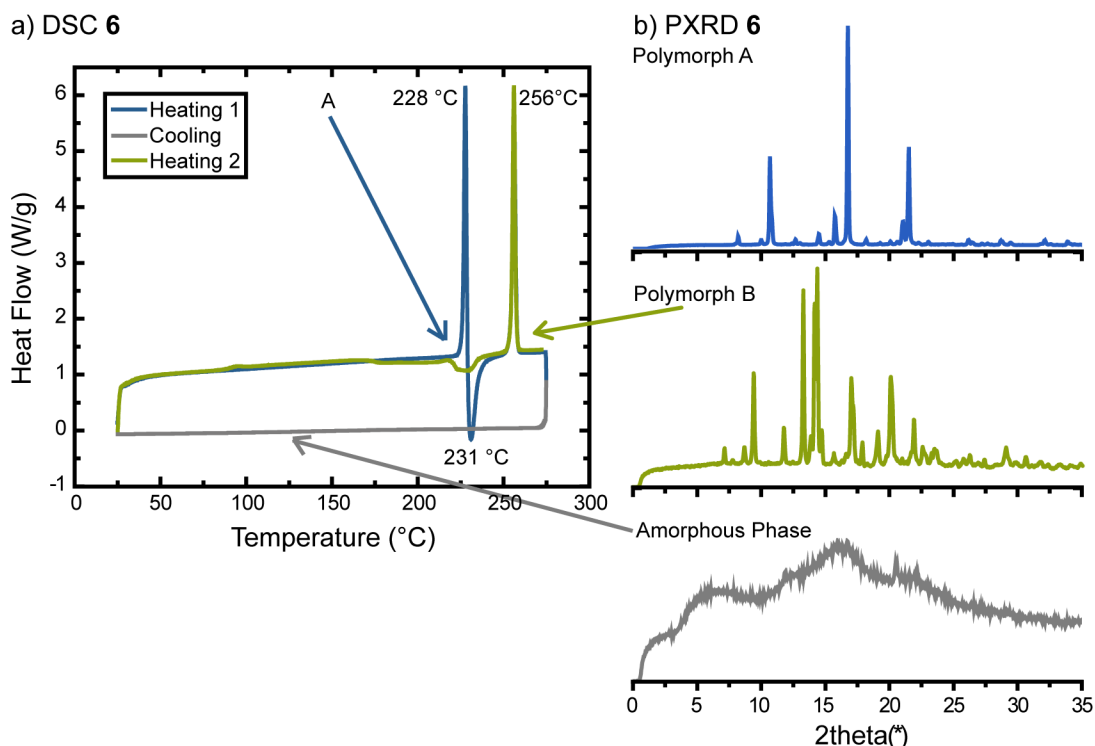 a) DSC 6
b) PXRD 6
Polymorph A
6
5
4
3
2
1
0
-1
Heat Flow (W/g)
Heating 1
Cooling
Heating 2
A
228 °C
256°C
231 °C
0
50
100
150
200
250
300
Temperature (°C)
Polymorph B
Amorphous Phase
0
5
10
15
20
25
30
35
2theta(°)